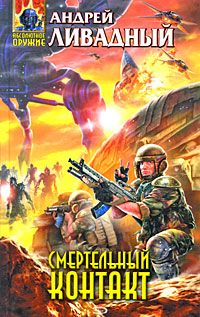 АБСОЛЮТНОЕ
ОРУЖИЕ
АНДРЕЙ
ЛИВАДНЫЙ
СМЕРТЕЛЬНЫЙ
КОНТАКТ